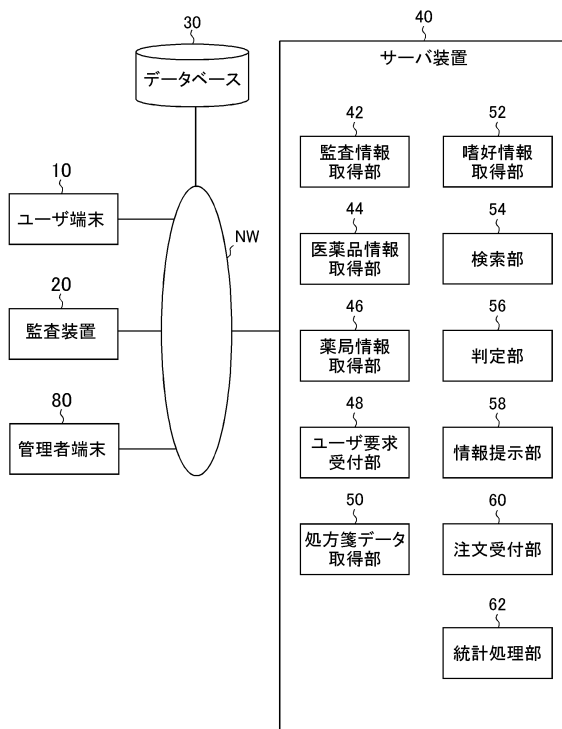 30
データベース
40
サーバ装置
10
ユーザ端末
20
監査装置
80
管理者端末
NW
42
監査情報
取得部
44
医薬品情報
取得部
46
薬局情報
取得部
48
ユーザ要求
受付部
50
処方箋データ
取得部
52
嗜好情報
取得部
54
検索部
56
判定部
58
情報提示部
60
注文受付部
62
統計処理部